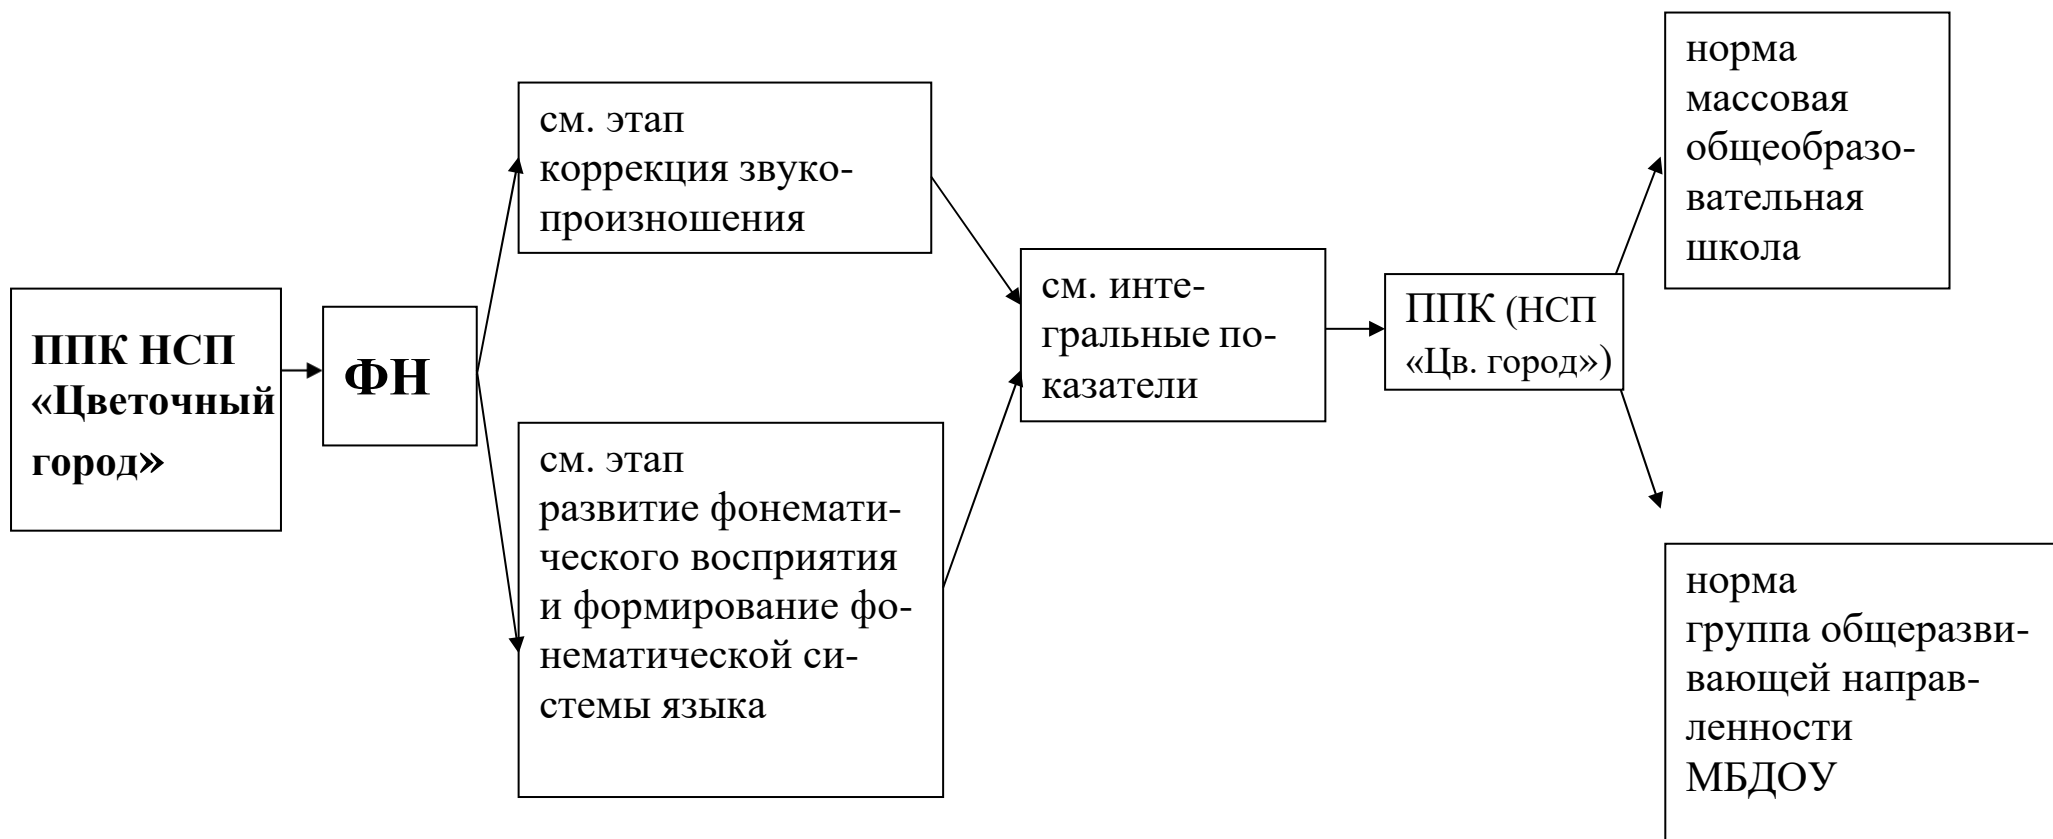 ППК НСП
«Цветочный
город»
ФН
см. этап
коррекция звуко-
произношения
см. этап
развитие фонемати-
ческого восприятия
и формирование фо-
нематической си-
стемы языка
см. инте-
гральные по-
казатели
ППК (НСП
«Цв. город»)
норма
массовая
общеобразо-
вательная
школа
норма
группа общеразви-
вающей направ-
ленности
МБДОУ